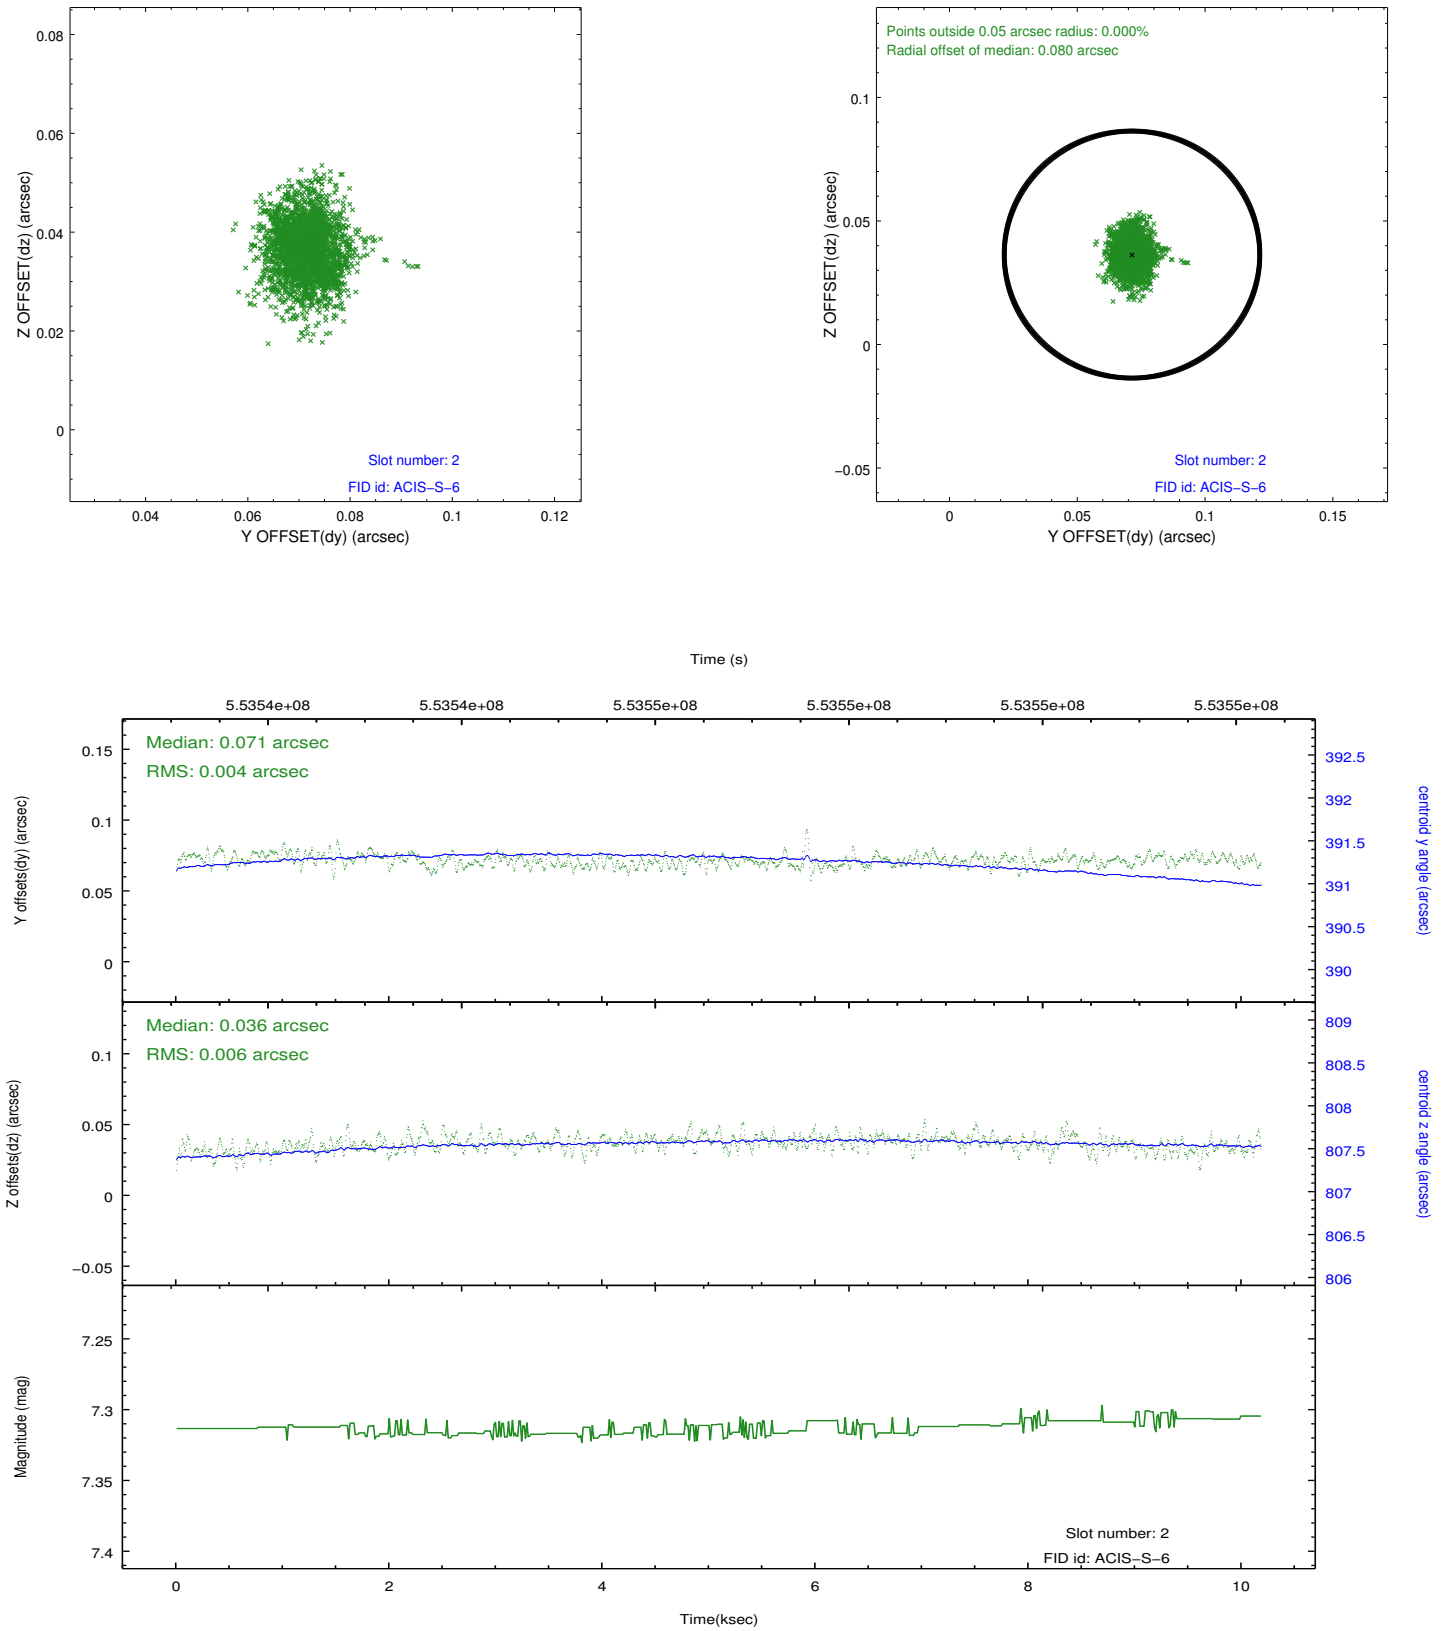 0.08
0.06
0.04
0.02
0
Z OFFSET(dz) (arcsec)
Slot number: 2
FID id: ACIS−S−6
0.04 0.06 0.08 0.1 0.12
Y OFFSET(dy) (arcsec)
Points outside 0.05 arcsec radius: 0.000%
Radial offset of median: 0.080 arcsec
0.1
0.05
0
−0.05
Z OFFSET(dz) (arcsec)
Slot number: 2
FID id: ACIS−S−6
0 0.05 0.1 0.15
Y OFFSET(dy) (arcsec)
Time (s)
5.5354e+08 5.5354e+08 5.5355e+08 5.5355e+08 5.5355e+08 5.5355e+08
Median: 0.071 arcsec
RMS: 0.004 arcsec
0.15
0.1
0.05
0
Y offsets(dy) (arcsec)
392.5
392
391.5
391
390.5
390
centroid y angle (arcsec)
Median: 0.036 arcsec
RMS: 0.006 arcsec
0.1
0.05
0
−0.05
Z offsets(dz) (arcsec)
809
808.5
808
807.5
807
806.5
806
centroid z angle (arcsec)
7.25
7.3
7.35
7.4
Magnitude (mag)
Slot number: 2
FID id: ACIS−S−6
0 2 4 6 8 10
Time(ksec)